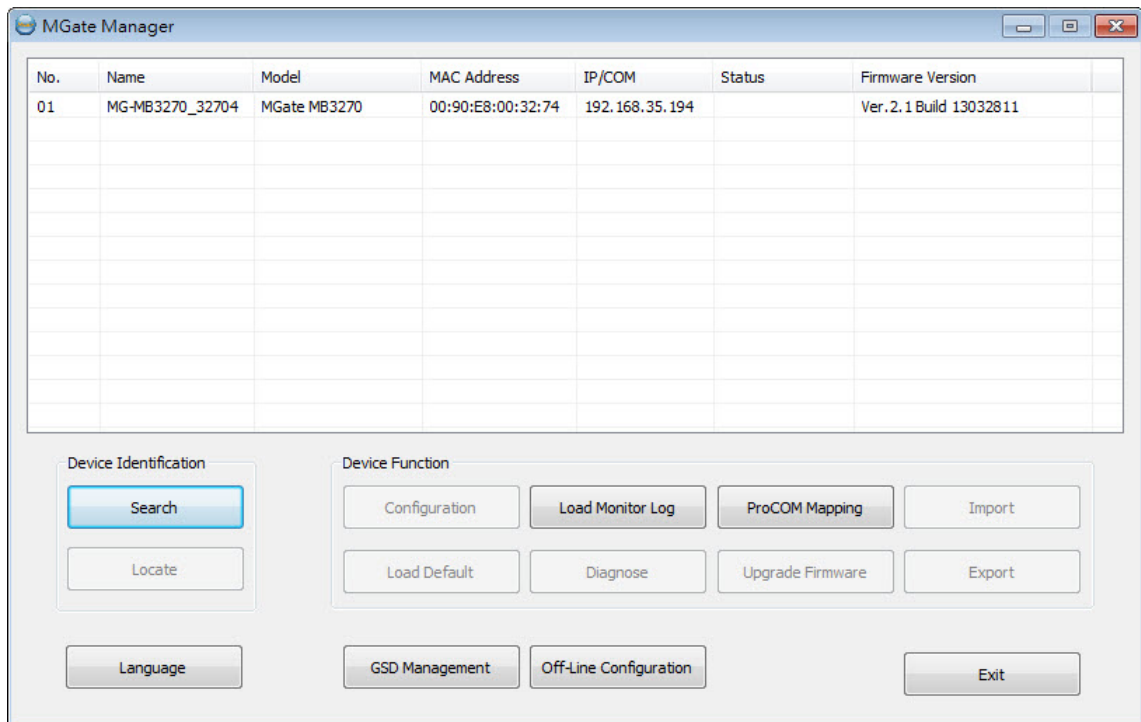 MGate Manager
No. Name Model MAC Address IP/COM Status Firmware Version
01 MG-MB3270_32704 MGate MB3270 00:90:E8:00:32:74 192.168.35.194 Ver.2.1 Build 13032811
Device Identification Device Function
Search Configuration Load Monitor Log ProCOM Mapping Import
Locate Load Default Diagnose Upgrade Firmware Export
Language GSD Management Off-Line Configuration Exit